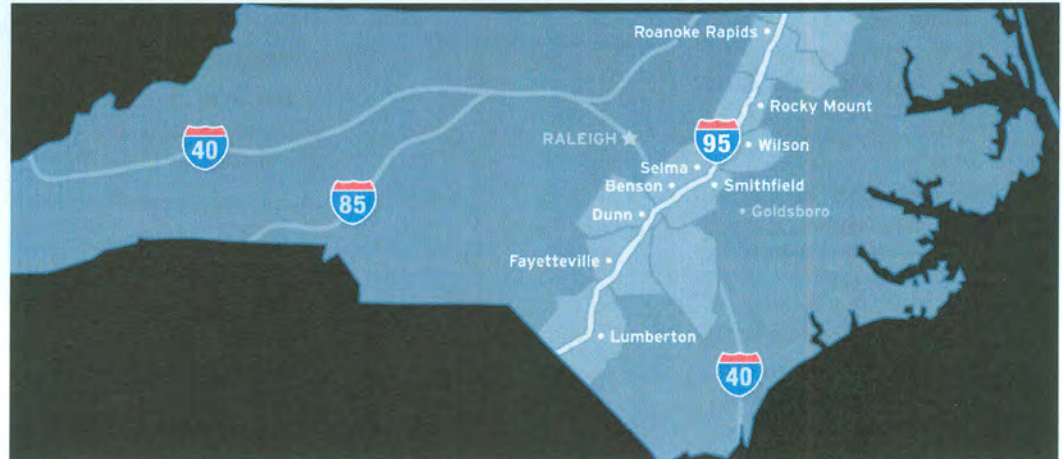 Roanoke Rapids
Rocky Mount
40
RALEIGH
95
Wilson
Selma
85
Benson
Smithfield
Dunn
Goldsboro
Fayetteville
Lumberton
40